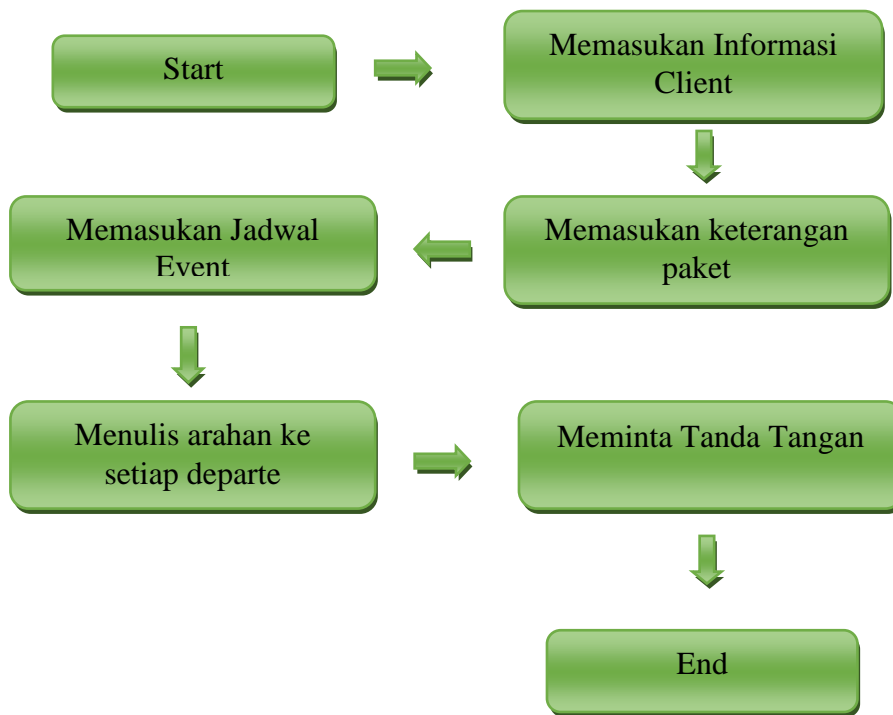 Start
Memasukan Informasi
Client
Memasukan keterangan
paket
Memasukan Jadwal
Event
Menulis arahan ke
setiap departe
Meminta Tanda Tangan
End